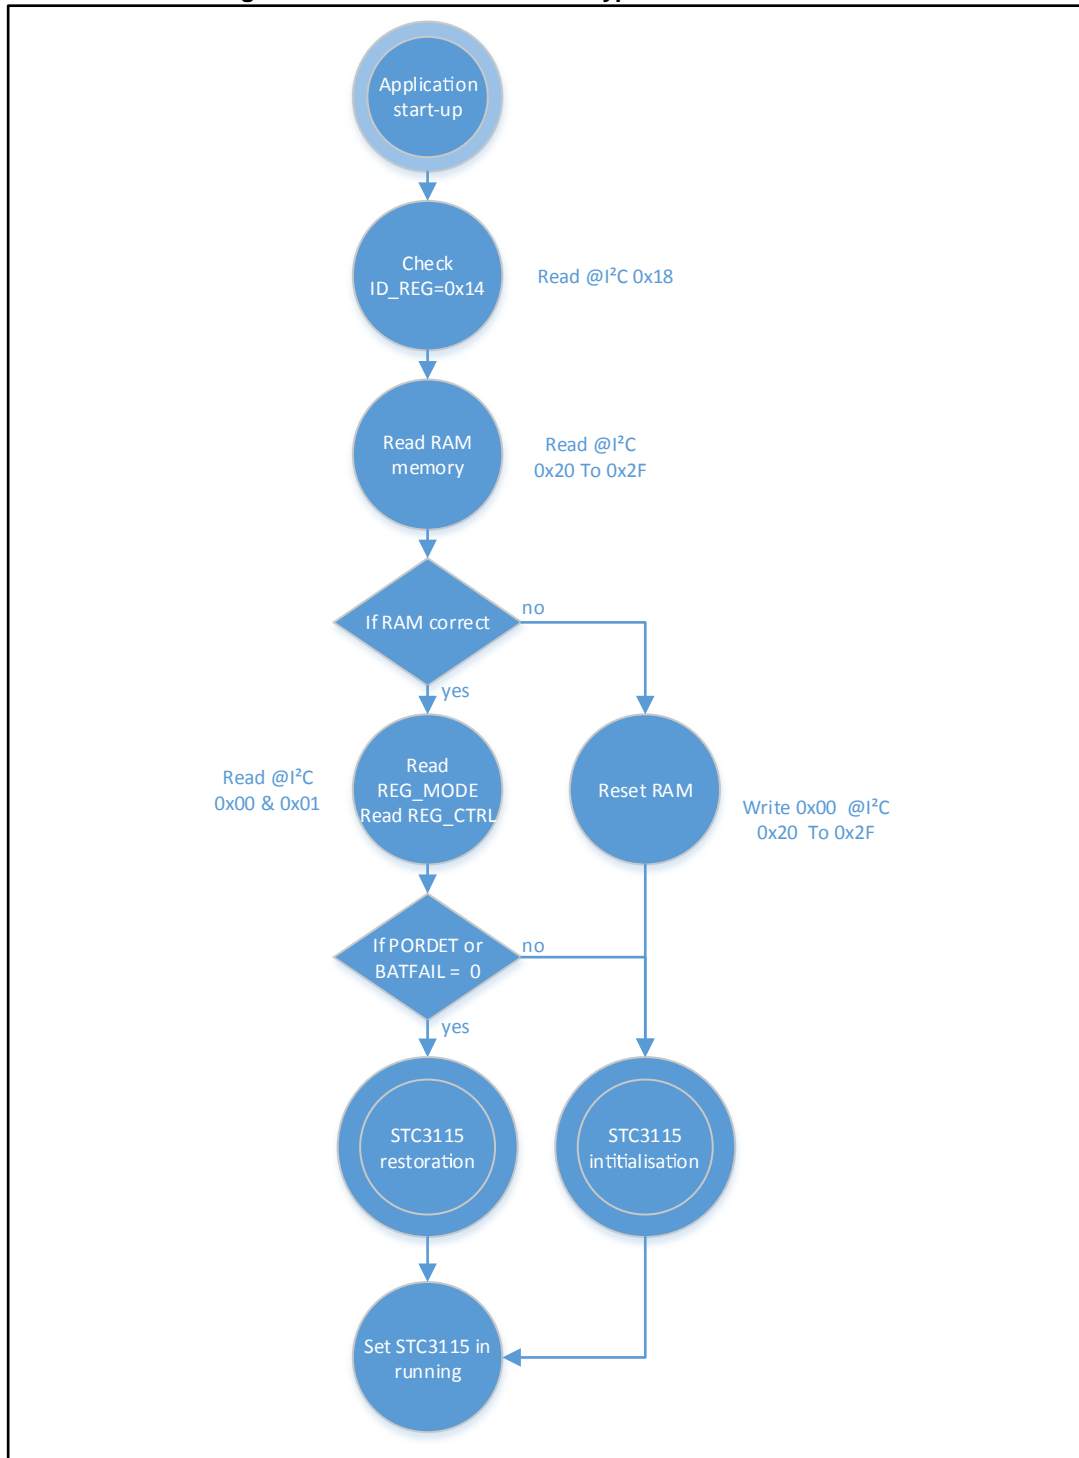 Application
start-up
Check
ID_REG=0x14
Read @I²C 0x18
Read RAM
memory
Read @I²C
0x20 To 0x2F
If RAM correct
no
yes
Read @I²C
0x00 & 0x01
Read
REG_MODE
Read REG_CTRL
Reset RAM
Write 0x00 @I²C
0x20 To 0x2F
If PORDET or
BATFAIL = 0
no
yes
STC3115
restoration
STC3115
intitialisation
Set STC3115 in
running